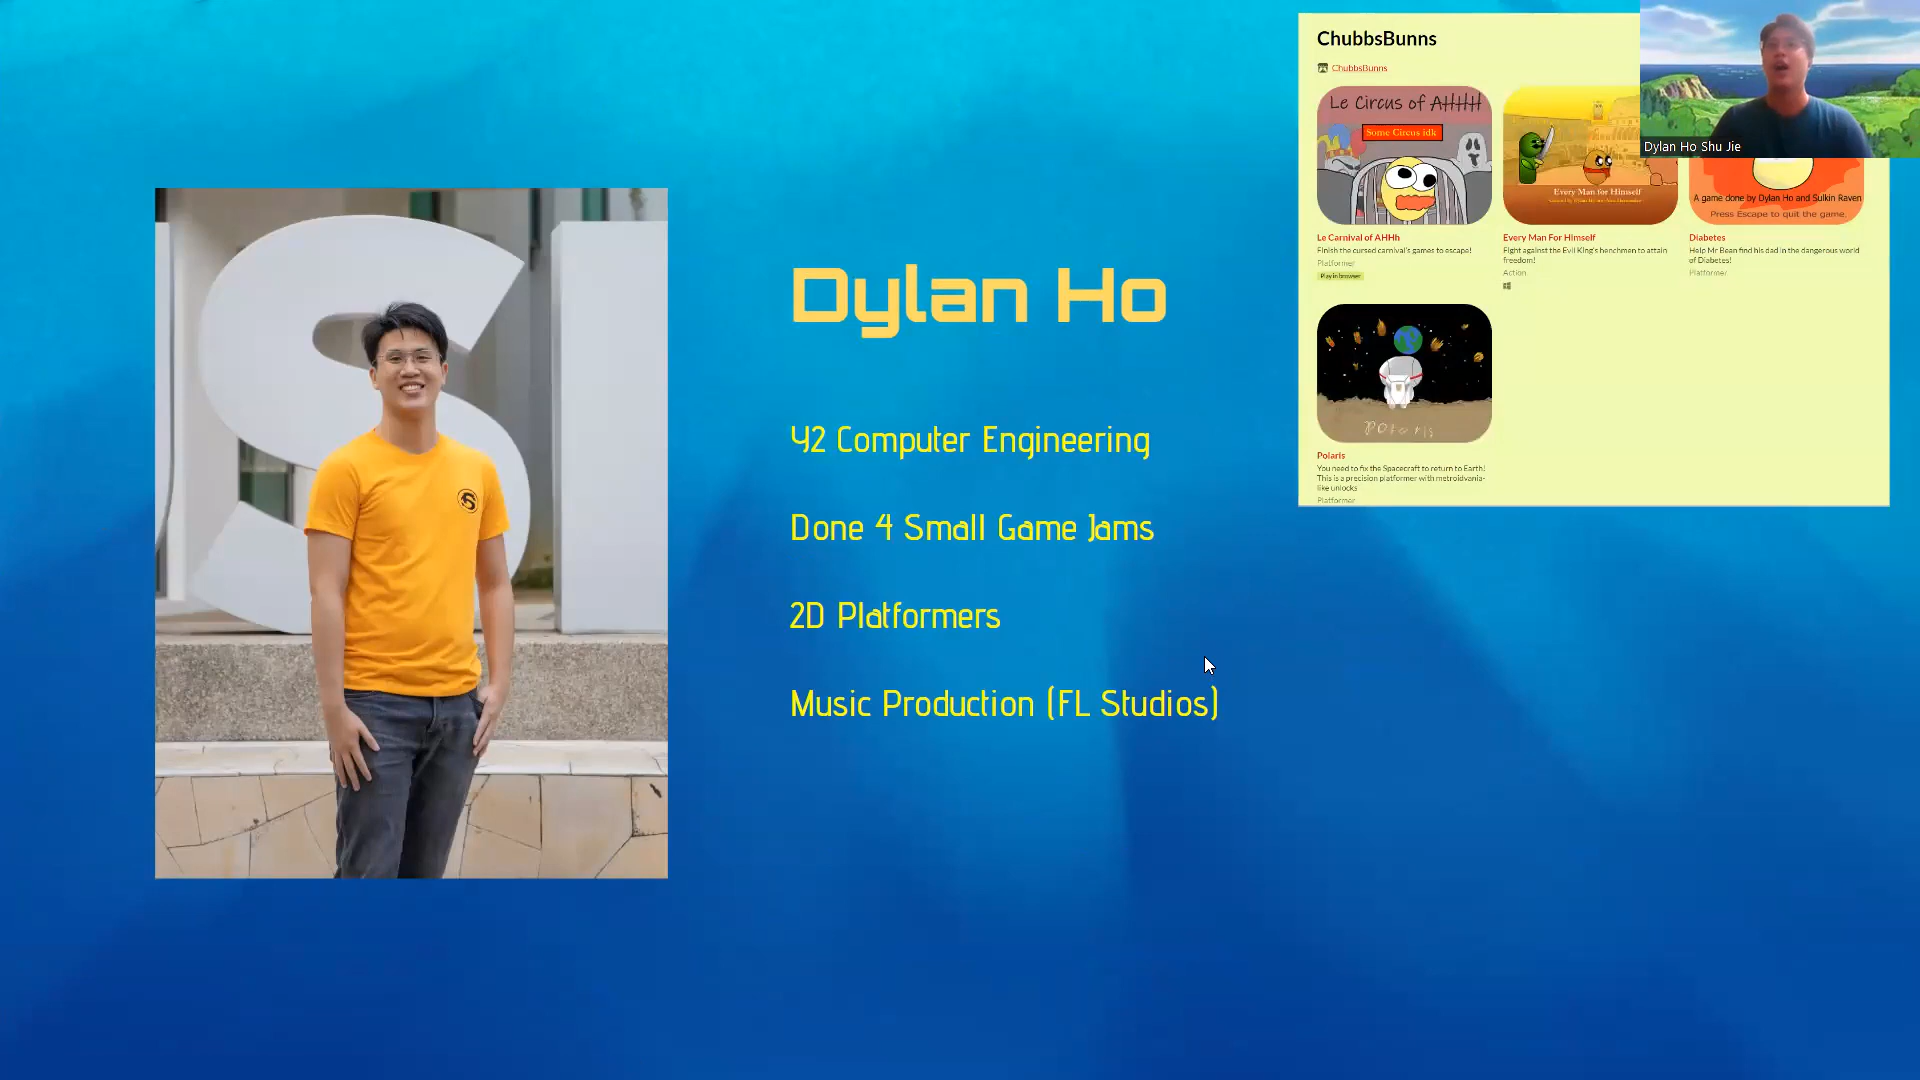 Dylan Ho
Y2 Computer Engineering
Done 4 Small Game Jams
2D Platformers
Music Production (FL Studios)
ChubbsBunns
ChubbsBunns
Le Circus of AHHH
Some Circus idk
Le Carnival of AHHh
Finish the cursed carnival's games to escape!
Platformer
Play in browser
Every Man for Himself
Every Man For Himself
Fight against the Evil King's henchmen to attain
freedom!
Action
A game done by Dylan Ho and Sulkin Raven
Press Escape to quit the game.
Diabetes
Help Mr Bean find his dad in the dangerous world
of Diabetes!
Platformer
Polaris
Polaris
You need to fix the Spacecraft to return to Earth!
This is a precision platformer with metroidvania-
like unlocks
Platformer
Dylan Ho Shu Jie
S